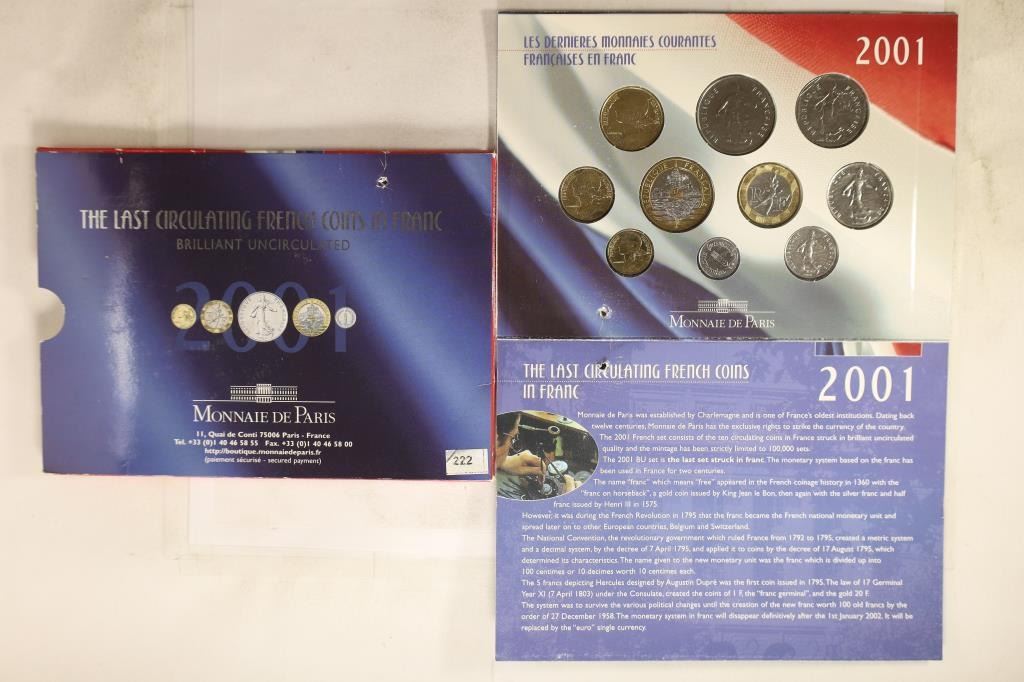 THE LAST CIRCULATING FRENCH COINS IN FRANC
BRILLIANT UNCIRCULATED
2001
MONNAIE DE PARIS
11, Quai de Conti 75006 Paris - France
Tel. +33 (0)1 40 46 58 55 Fax. +33 (0)1 40 46 58 00
http://boutique.monnaiedeparis.fr
(paiement sécurisé - secured payment)
222
LES DERNIERES MONNAIES COURANTES
FRANÇAISES EN FRANC
2001
MONNAIE DE PARIS
THE LAST CIRCULATING FRENCH COINS
IN FRANC
2001
Monnaie de Paris was established by Charlemagne and is one of France's oldest institutions. Dating back
twelve centuries, Monnaie de Paris has the exclusive rights to strike the currency of the country.
The 2001 French set consists of the ten circulating coins in France struck in brilliant uncirculated
quality and the mintage has been strictly limited to 100,000 sets.
The 2001 BU set is the last set struck in franc. The monetary system based on the franc has
been used in France for two centuries.
The name "franc" which means "free" appeared in the French coinage history in 1360 with the
"franc on horseback", a gold coin issued by King Jean le Bon, then again with the silver franc and half
franc issued by Henri III in 1575.
However, it was during the French Revolution in 1795 that the franc became the French national monetary unit and
spread later on to other European countries, Belgium and Switzerland.
The National Convention, the revolutionary government which ruled France from 1792 to 1795, created a metric system
and a decimal system, by the decree of 7 April 1795, and applied it to coins by the decree of 17 August 1795, which
determined its characteristics. The name given to the new monetary unit was the franc which is divided up into
100 centimes or 10 decimes worth 10 centimes each.
The 5 francs depicting Hercules designed by Augustin Dupré was the first coin issued in 1795. The law of 17 Germinal
Year XI (7 April 1803) under the Consulate, created the coins of 1 F, the "franc germinal", and the gold 20 F.
The system was to survive the various political changes until the creation of the new franc worth 100 old francs by the
order of 27 December 1958. The monetary system in franc will disappear definitively after the 1st January 2002. It will be
replaced by the "euro" single currency.